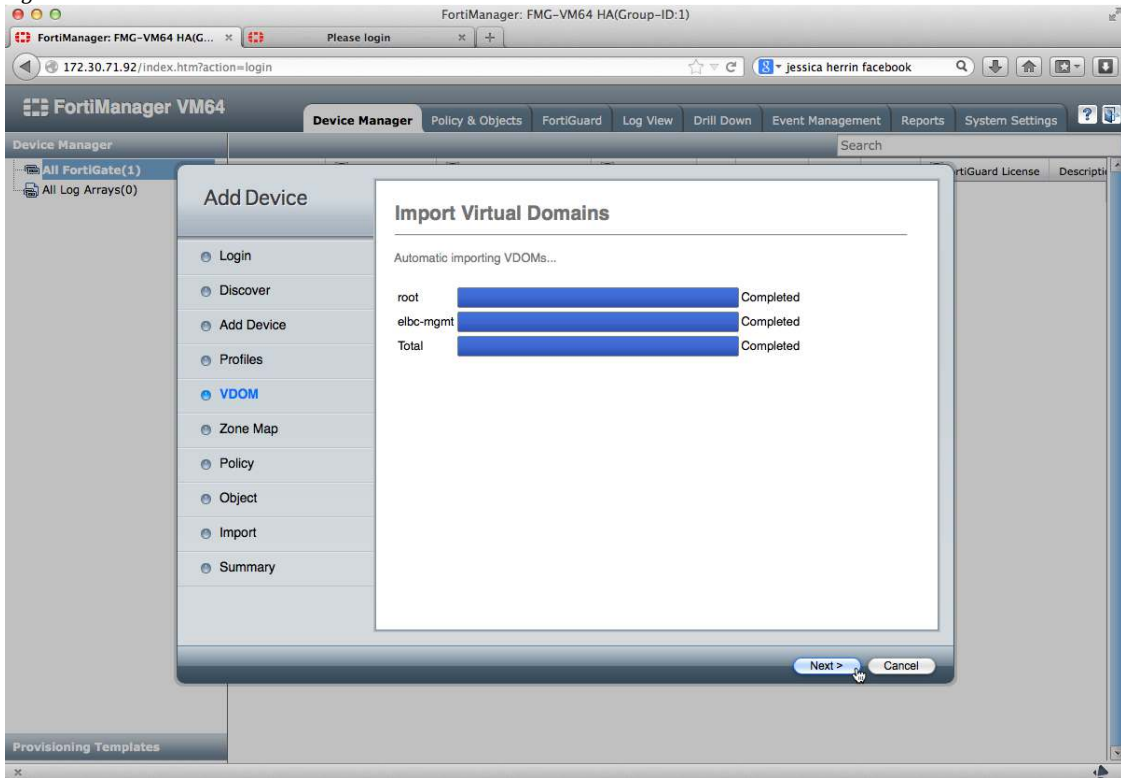 FortiManager: FMG-VM64 HA(Group-ID:1)
FortiManager: FMG-VM64 HA(G... × Please login × +
172.30.71.92/index.htm?action=login jessica herrin facebook
FortiManager VM64
Device Manager Policy & Objects FortiGuard Log View Drill Down Event Management Reports System Settings ?
Device Manager Search
All FortiGate(1) rtiGuard License Descripti
All Log Arrays(0)
Add Device
Import Virtual Domains
Login
Automatic importing VDOMs...
Discover
root Completed
Add Device
elbc-mgmt Completed
Total Completed
Profiles
VDOM
Zone Map
Policy
Object
Import
Summary
Next > Cancel
Provisioning Templates
×